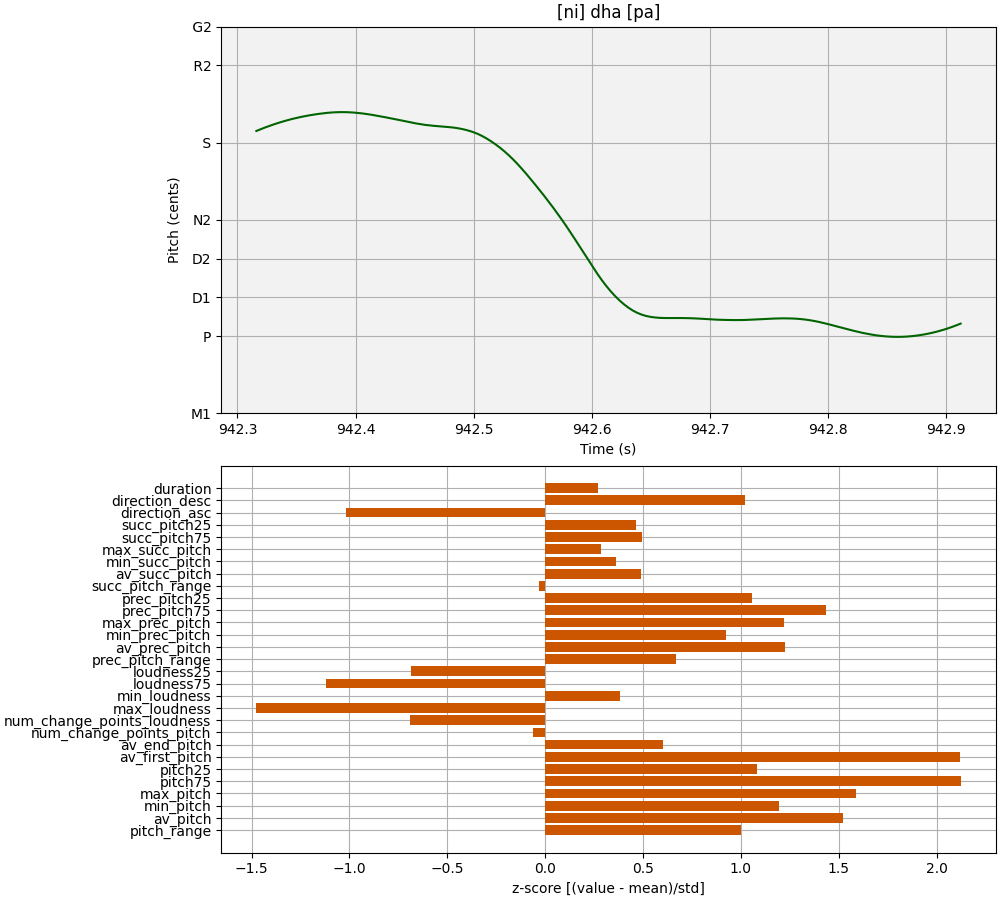 [ni] dha [pa]
G2
R2
S
N2
D2
D1
P
M1
Pitch (cents)
942.3 942.4 942.5 942.6 942.7 942.8 942.9
Time (s)
duration
direction_desc
direction_asc
succ_pitch25
succ_pitch75
max_succ_pitch
min_succ_pitch
av_succ_pitch
succ_pitch_range
prec_pitch25
prec_pitch75
max_prec_pitch
min_prec_pitch
av_prec_pitch
prec_pitch_range
loudness25
loudness75
min_loudness
max_loudness
num_change_points_loudness
num_change_points_pitch
av_end_pitch
av_first_pitch
pitch25
pitch75
max_pitch
min_pitch
av_pitch
pitch_range
−1.5 −1.0 −0.5 0.0 0.5 1.0 1.5 2.0
z-score [(value - mean)/std]